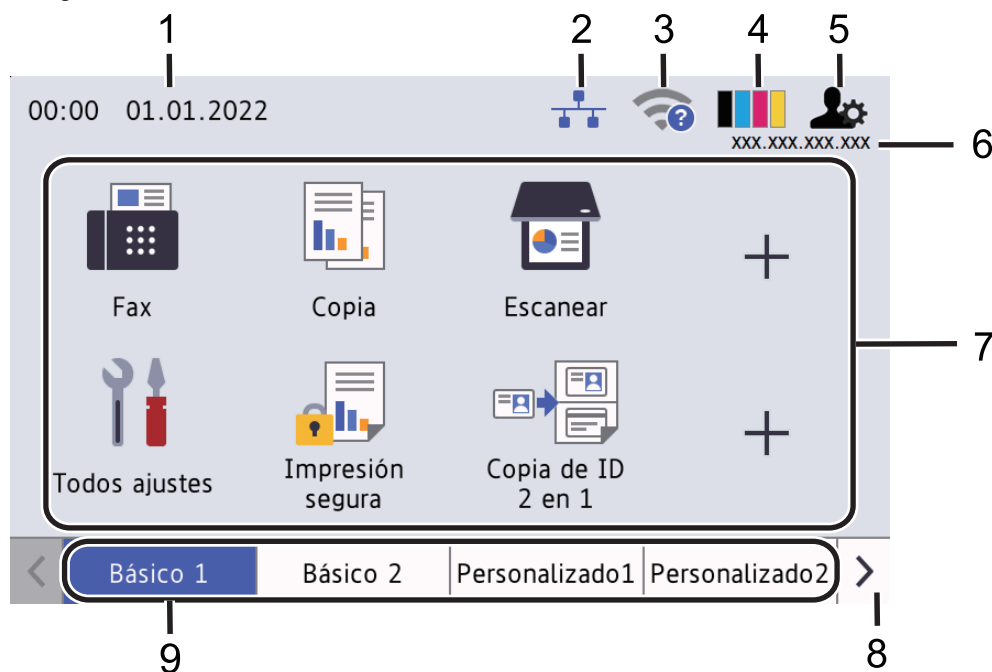 1 2 3 4 5
00:00 01.01.2022
xxx.xxx.xxx.xxx 6
Fax Copia Escanear
7
Todos ajustes Impresión segura Copia de ID 2 en 1
Básico 1 Básico 2 Personalizado1 Personalizado2
9 8